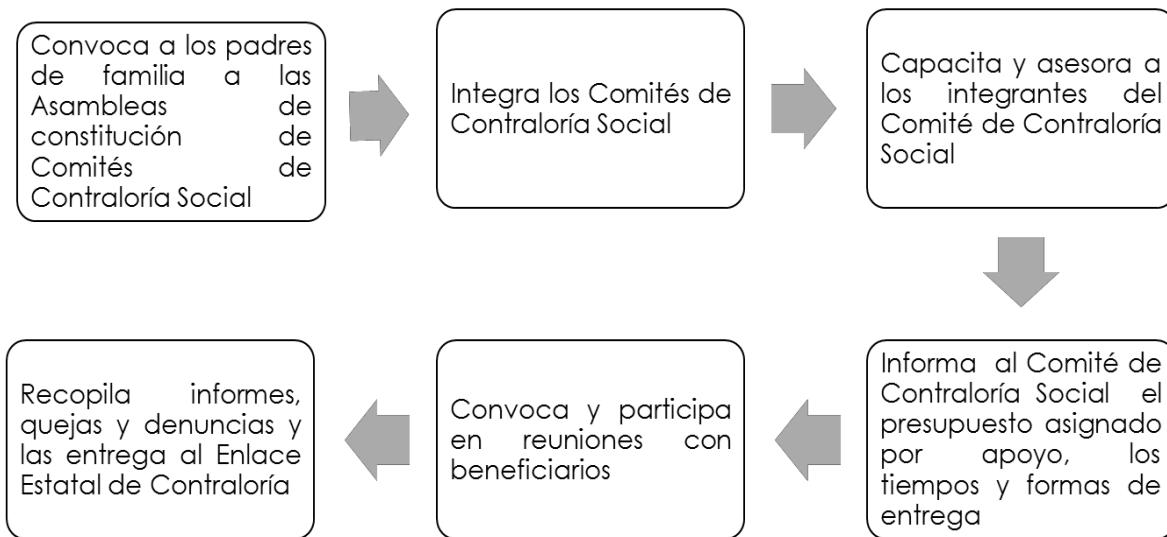 Convoca a los padres
de familia a las
Asambleas de
constitución de
Comités de
Contraloría Social
Integra los Comités de
Contraloría Social
Capacita y asesora a
los integrantes del
Comité de Contraloría
Social
Informa al Comité de
Contraloría Social el
presupuesto asignado
por apoyo, los
tiempos y formas de
entrega
Convoca y participa
en reuniones con
beneficiarios
Recopila informes,
quejas y denuncias y
las entrega al Enlace
Estatal de Contraloría